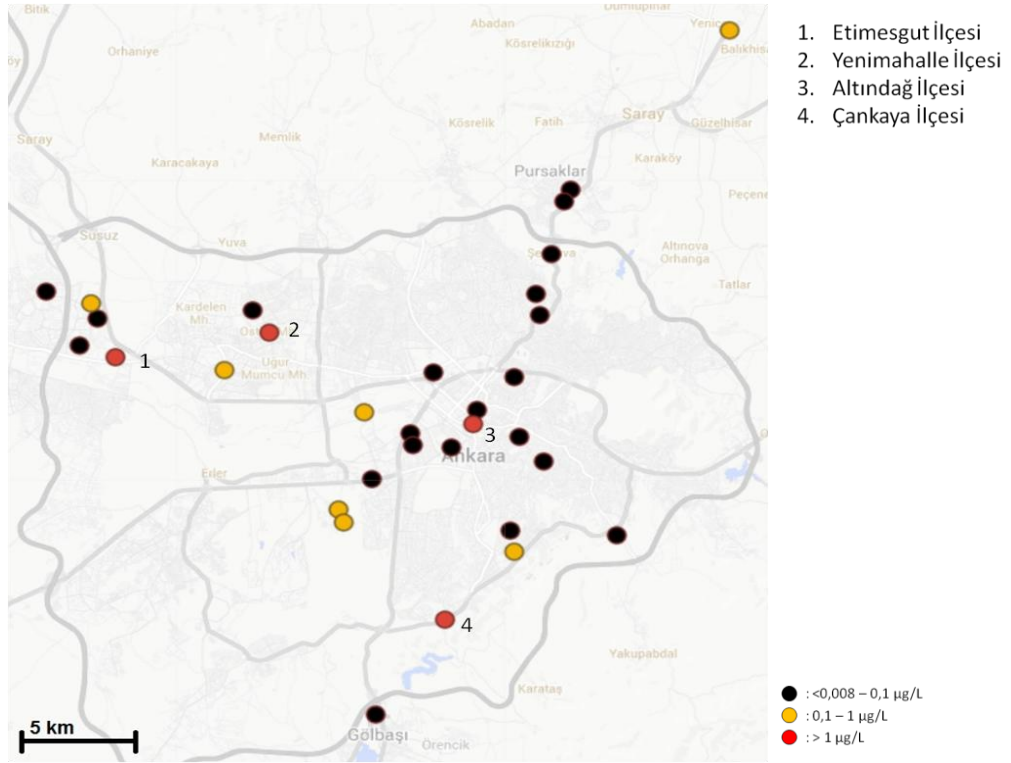 Bitik
Abadan
Yenic
Orhaniye
Kösrelikızığı
Balıkhis
Saray
Kösrelik
Fatih
Saray
Güzelhisar
Memlik
Karacakaya
Karaköy
Pursaklar
Peçene
Susuz
Yuva
Altınova
Orhanga
Tatlar
Kardelen
Mh.
2
Uğur
Mumcu Mh.
1
3
Ankara
Erler
4
Yakupabdal
Karataş
5 km
Gölbaşı
Örencik
1. Etimesgut İlçesi
2. Yenimahalle İlçesi
3. Altındağ İlçesi
4. Çankaya İlçesi
: <0,008 – 0,1 µg/L
: 0,1 – 1 µg/L
: > 1 µg/L